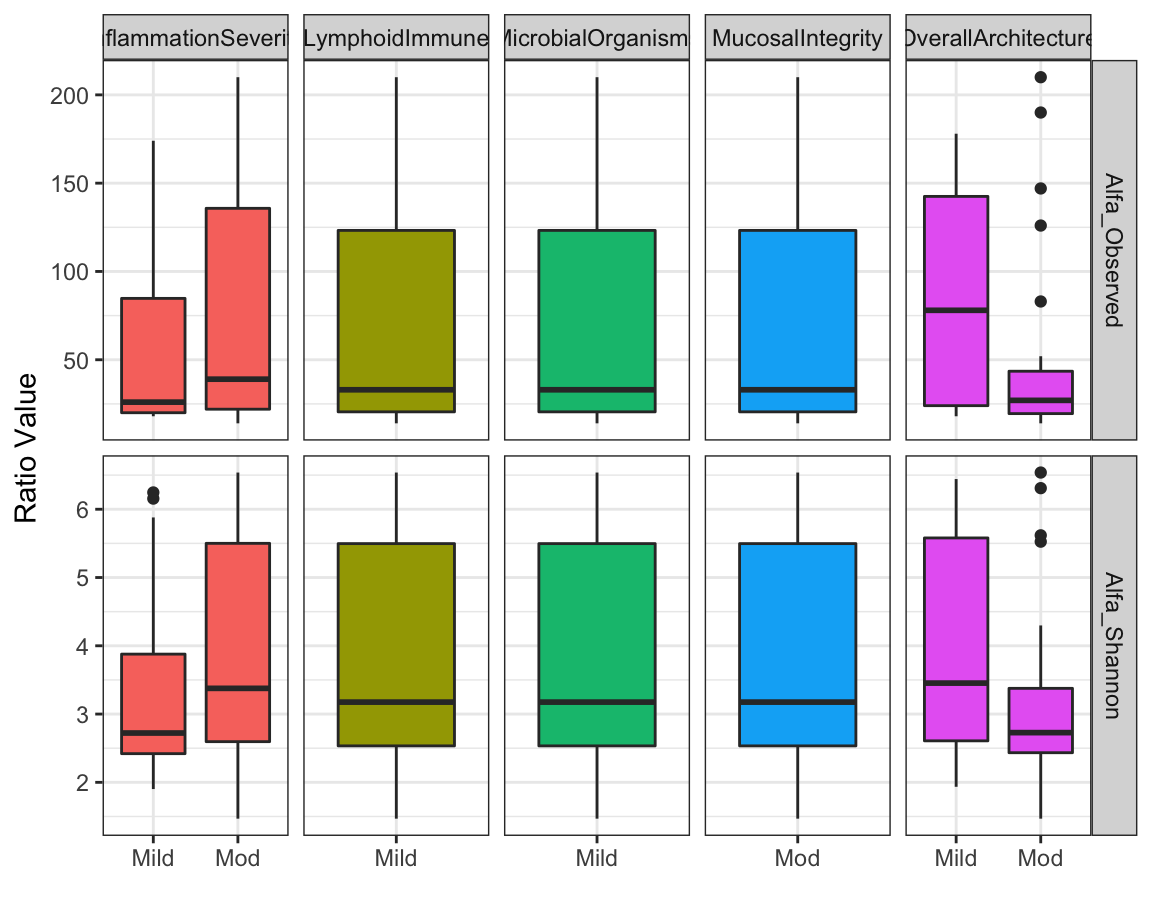 flammationSeveri
LymphoidImmune
MicrobialOrganism
MucosalIntegrity
OverallArchitecture
200
150
100
50
Alfa_Observed
Ratio Value
6
5
4
3
2
Alfa_Shannon
Mild Mod Mild Mild Mod Mild Mod